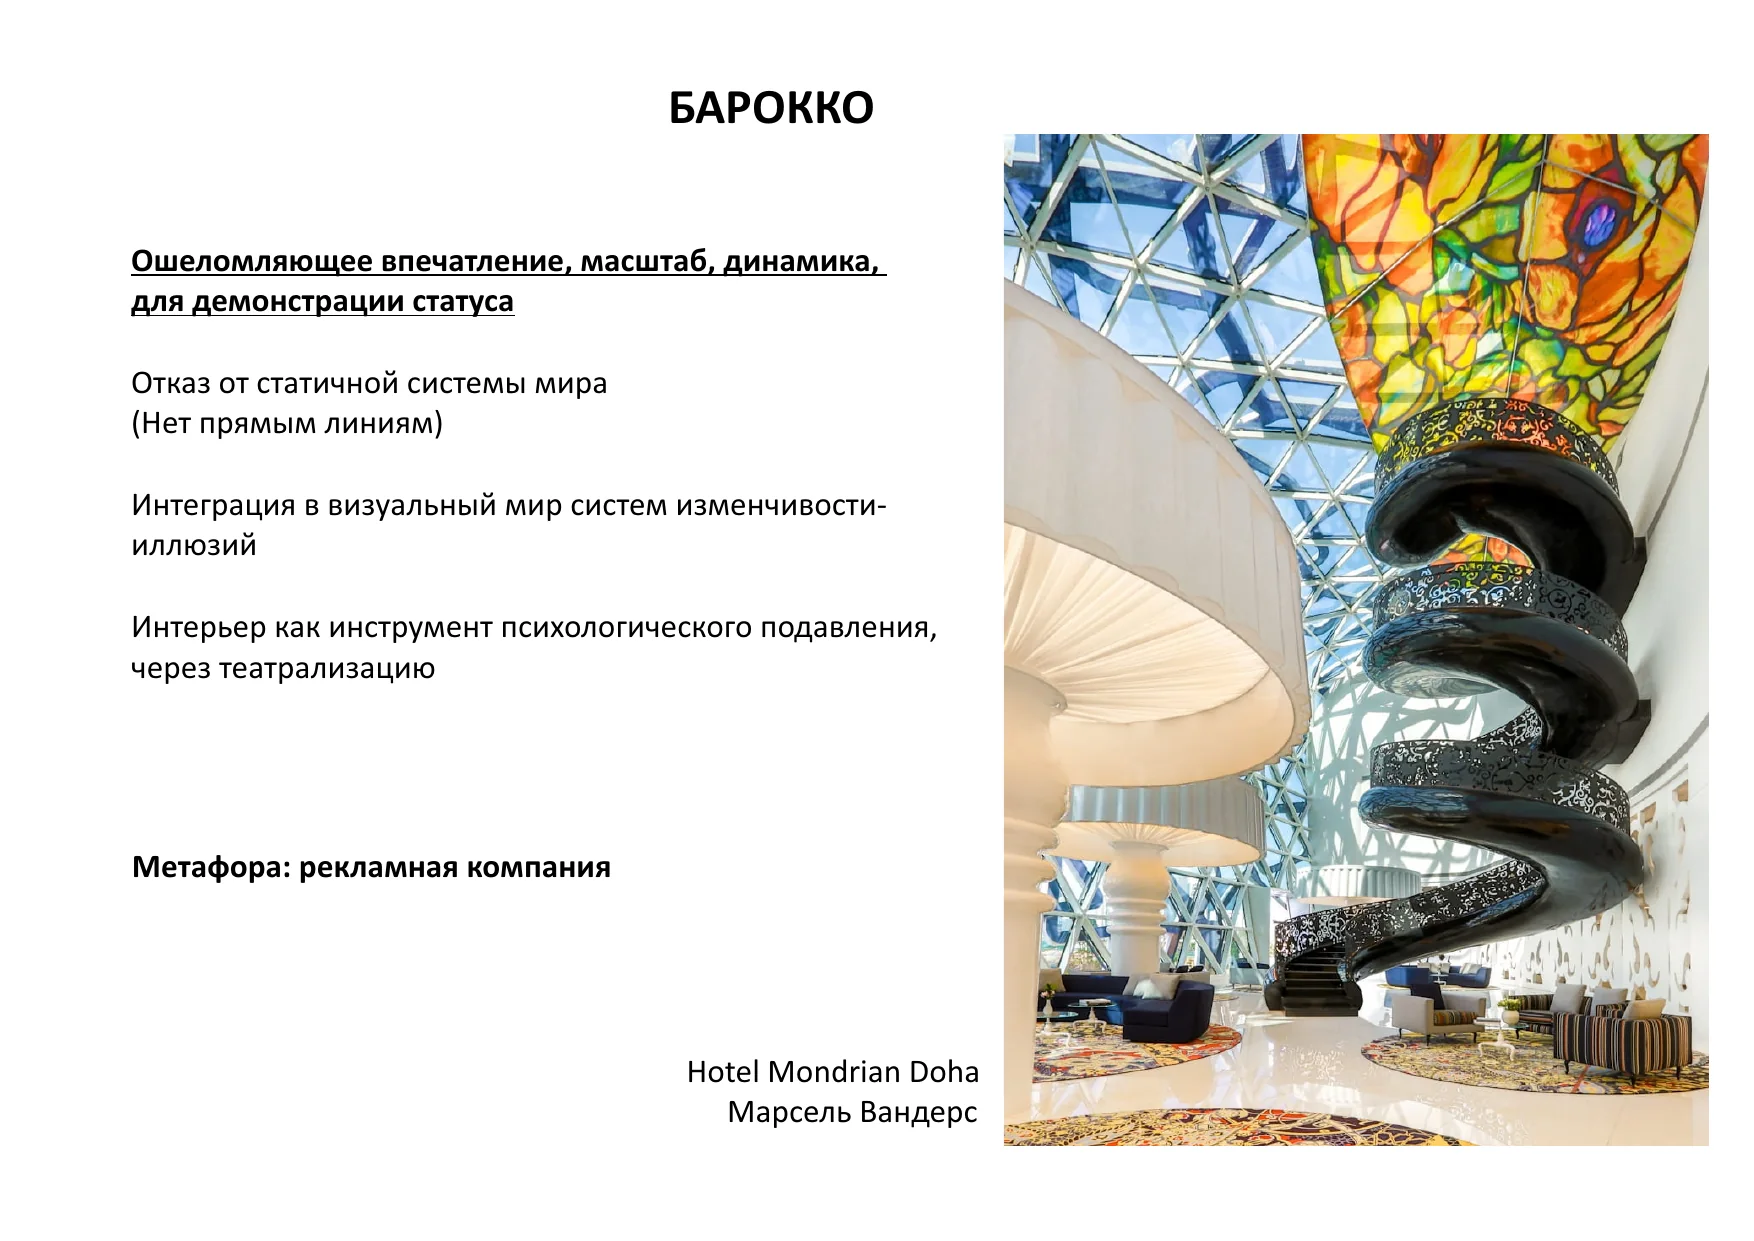 БАРОККО
Ошеломляющее впечатление, масштаб, динамика,
для демонстрации статуса
Отказ от статичной системы мира
(Нет прямым линиям)
Интеграция в визуальный мир систем изменчивости-
иллюзий
Интерьер как инструмент психологического подавления,
через театрализацию
Метафора: рекламная компания
Hotel Mondrian Doha
Марсель Вандерс